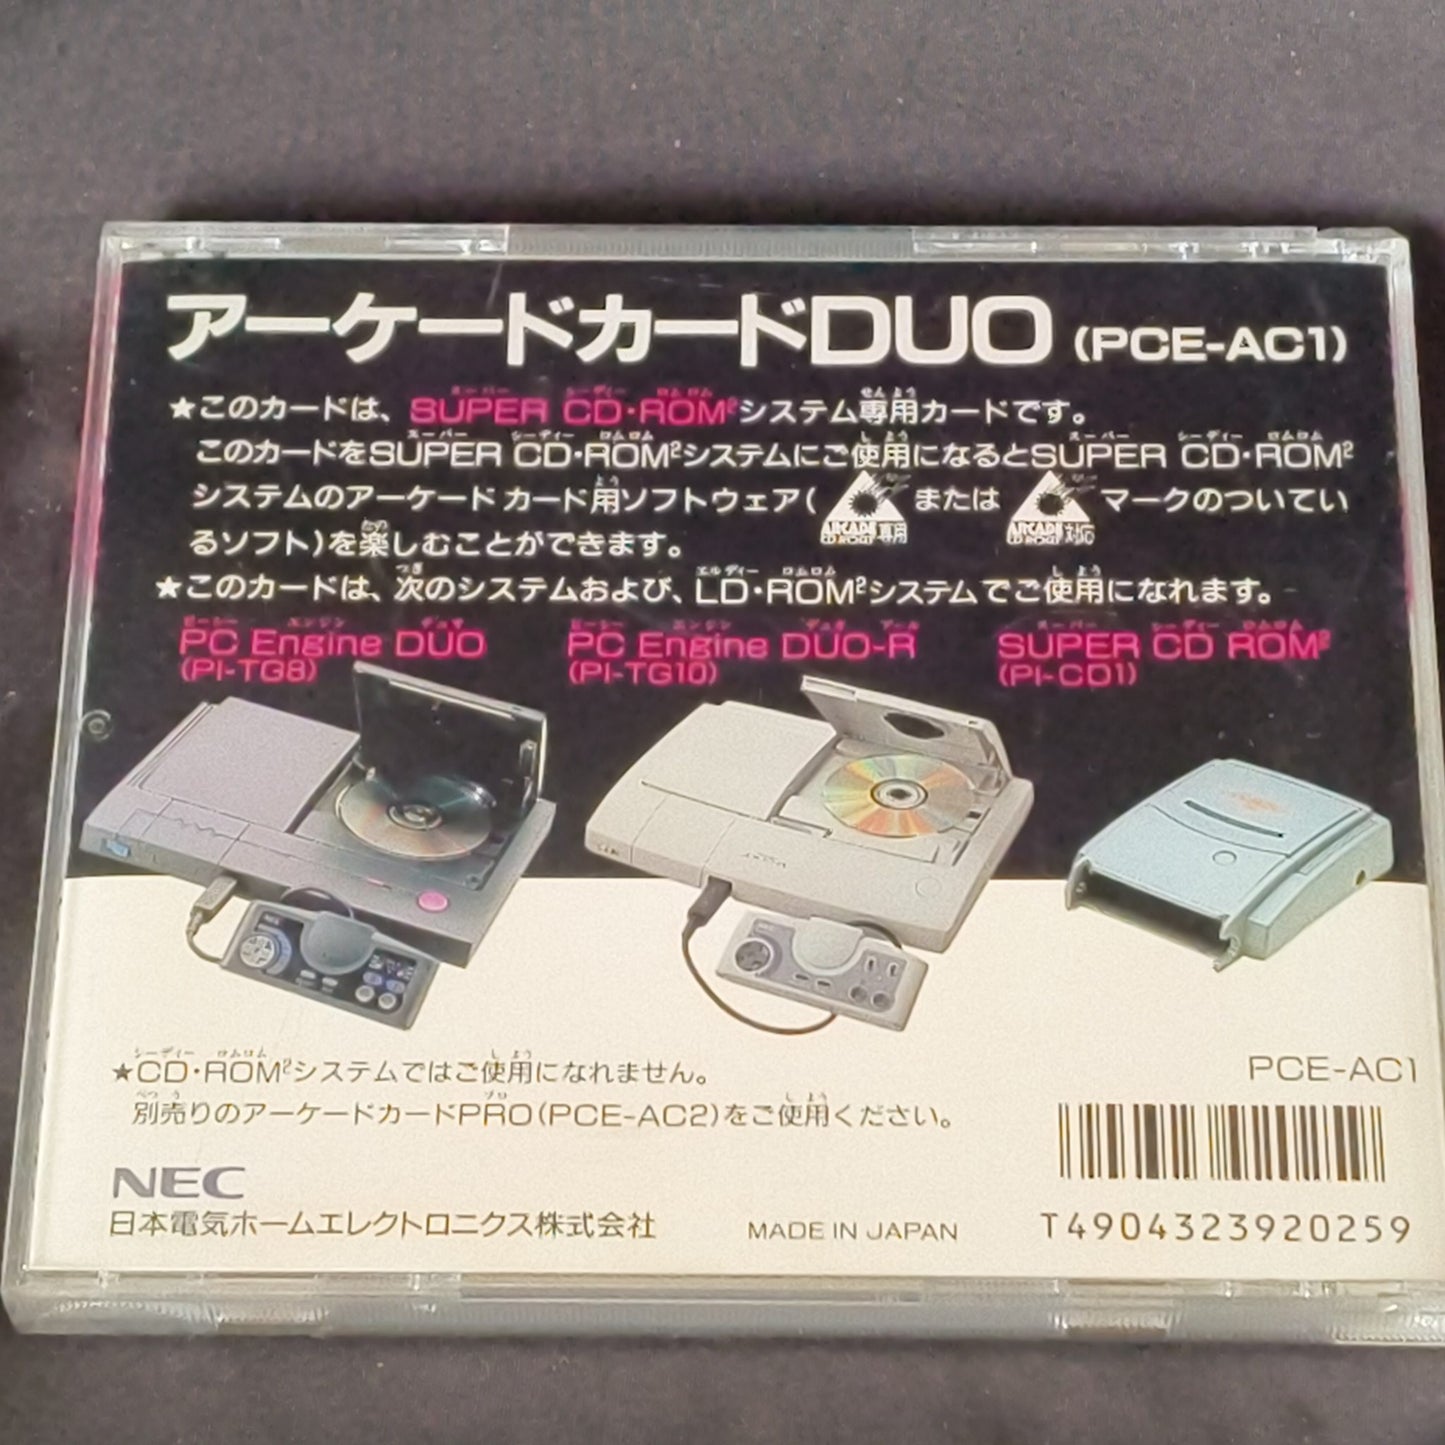 アーケードカードDUO (PCE-AC1)
★このカードは、SUPER CD・ROM²システム専用カードです。
このカードをSUPER CD・ROM²システムにご使用になるとSUPER CD・ROM²
システムのアーケード カード用ソフトウェア(ARCADE CD-ROM² 専用 または ARCADE CD-ROM² 対応 マークのついてい
るソフト)を楽しむことができます。
★このカードは、次のシステムおよび、LD・ROM²システムでご使用になれます。
PC Engine DUO PC Engine DUO-R SUPER CD ROM²
(PI-TG8) (PI-TG10) (PI-CD1)
NEC
★CD・ROM²システムではご使用になれません。
別売りのアーケードカードPRO(PCE-AC2)をご使用ください。
PCE-AC1
NEC
日本電気ホームエレクトロニクス株式会社
MADE IN JAPAN
T4904323920259